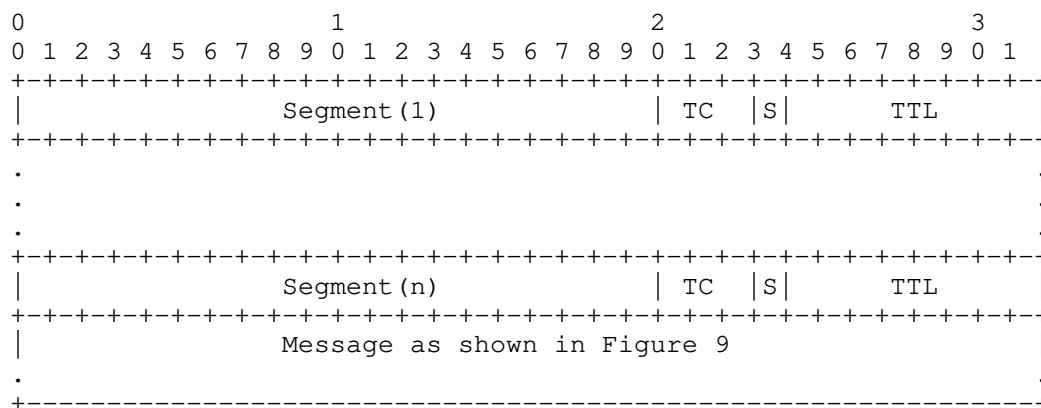 0                   1                   2                   3
0 1 2 3 4 5 6 7 8 9 0 1 2 3 4 5 6 7 8 9 0 1 2 3 4 5 6 7 8 9 0 1
+-+-+-+-+-+-+-+-+-+-+-+-+-+-+-+-+-+-+-+-+-+-+-+-+-+-+-+-+-+-+-+--
|                Segment(1)             | TC  |S|      TTL
+-+-+-+-+-+-+-+-+-+-+-+-+-+-+-+-+-+-+-+-+-+-+-+-+-+-+-+-+-+-+-+--
.                                                               .
.                                                               .
.                                                               .
+-+-+-+-+-+-+-+-+-+-+-+-+-+-+-+-+-+-+-+-+-+-+-+-+-+-+-+-+-+-+-+--
|                Segment(n)             | TC  |S|      TTL
+-+-+-+-+-+-+-+-+-+-+-+-+-+-+-+-+-+-+-+-+-+-+-+-+-+-+-+-+-+-+-+--
|                Message as shown in Figure 9
.                                                               .
+----------------------------------------------------------------